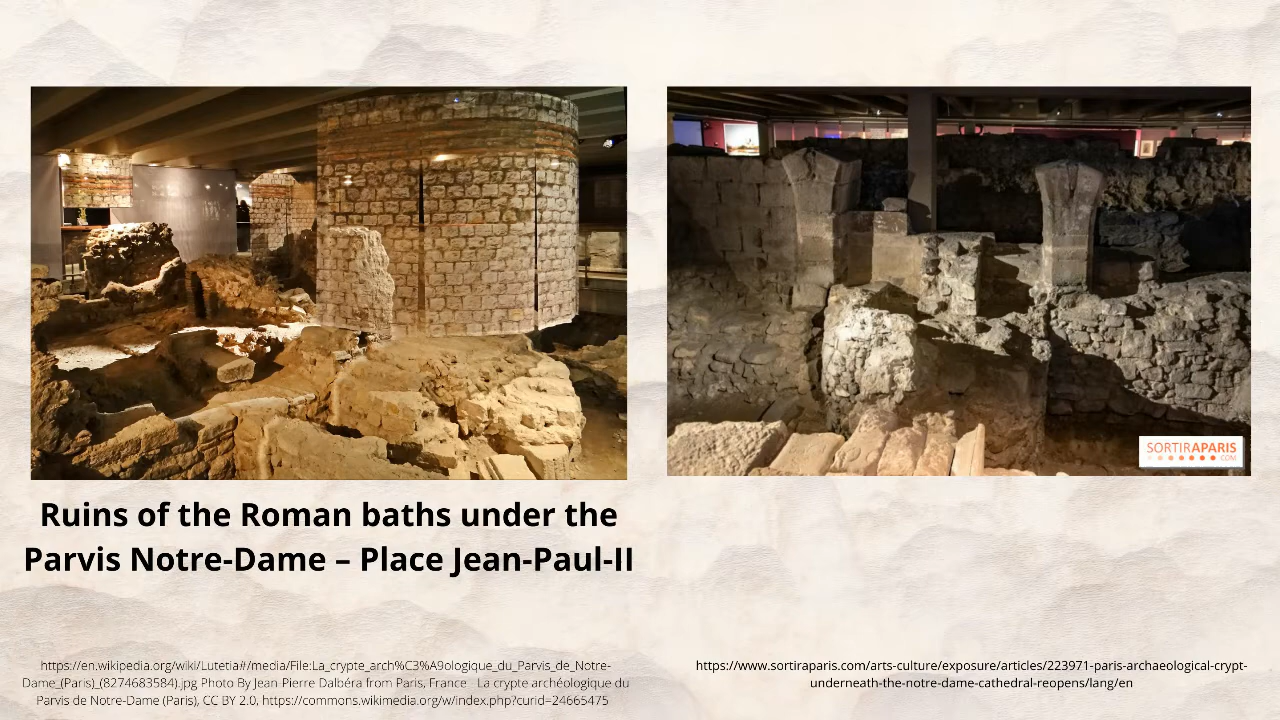 SORTIRAPARIS
.COM
Ruins of the Roman baths under the
Parvis Notre-Dame – Place Jean-Paul-II
https://en.wikipedia.org/wiki/Lutetia#/media/File:La_crypte_arch%C3%A9ologique_du_Parvis_de_Notre-
Dame_(Paris)_(8274683584).jpg Photo By Jean-Pierre Dalbéra from Paris, France - La crypte archéologique du
Parvis de Notre-Dame (Paris), CC BY 2.0, https://commons.wikimedia.org/w/index.php?curid=24665475
https://www.sortiraparis.com/arts-culture/exposure/articles/223971-paris-archaeological-crypt-
underneath-the-notre-dame-cathedral-reopens/lang/en